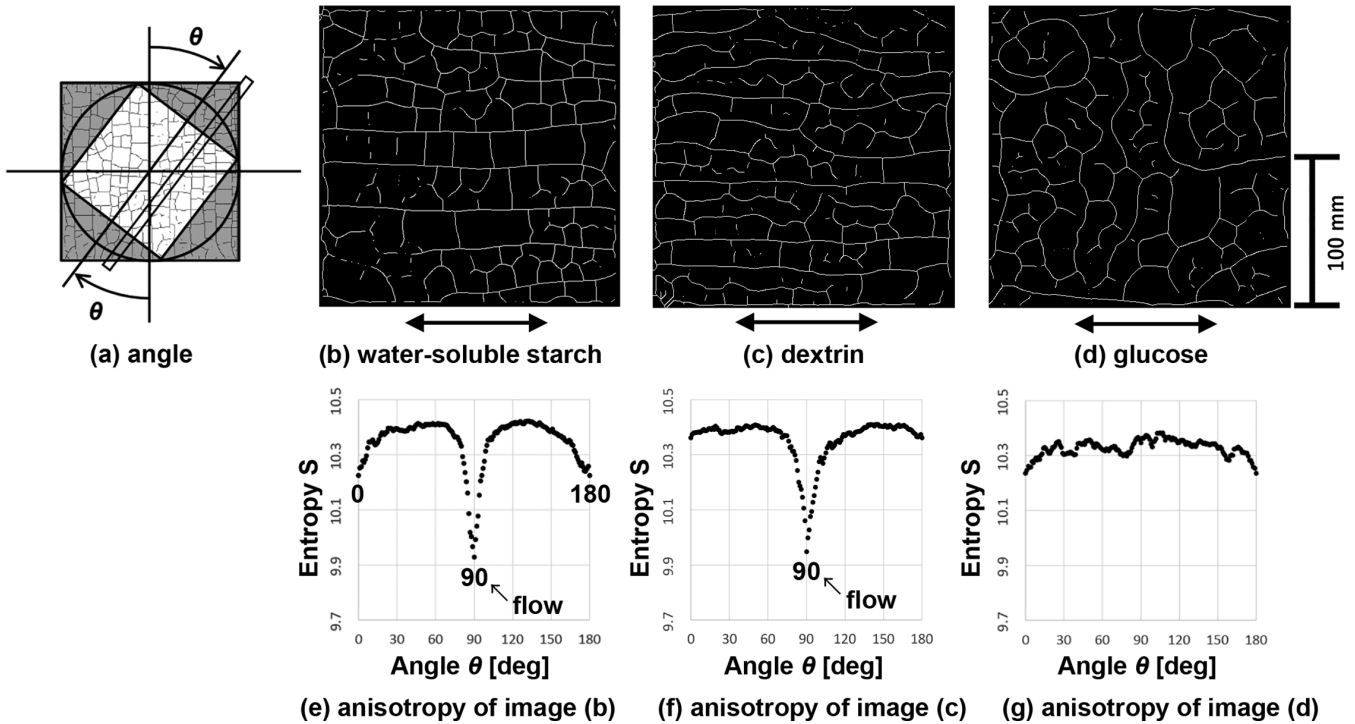 θ
θ
(a) angle
(b) water-soluble starch
(c) dextrin
(d) glucose
100 mm
Entropy S
10.5
10.3
10.1
9.9
9.7
0
180
90
flow
0 30 60 90 120 150 180
Angle θ [deg]
(e) anisotropy of image (b)
Entropy S
10.5
10.3
10.1
9.9
9.7
90
flow
0 30 60 90 120 150 180
Angle θ [deg]
(f) anisotropy of image (c)
Entropy S
10.5
10.3
10.1
9.9
9.7
0 30 60 90 120 150 180
Angle θ [deg]
(g) anisotropy of image (d)